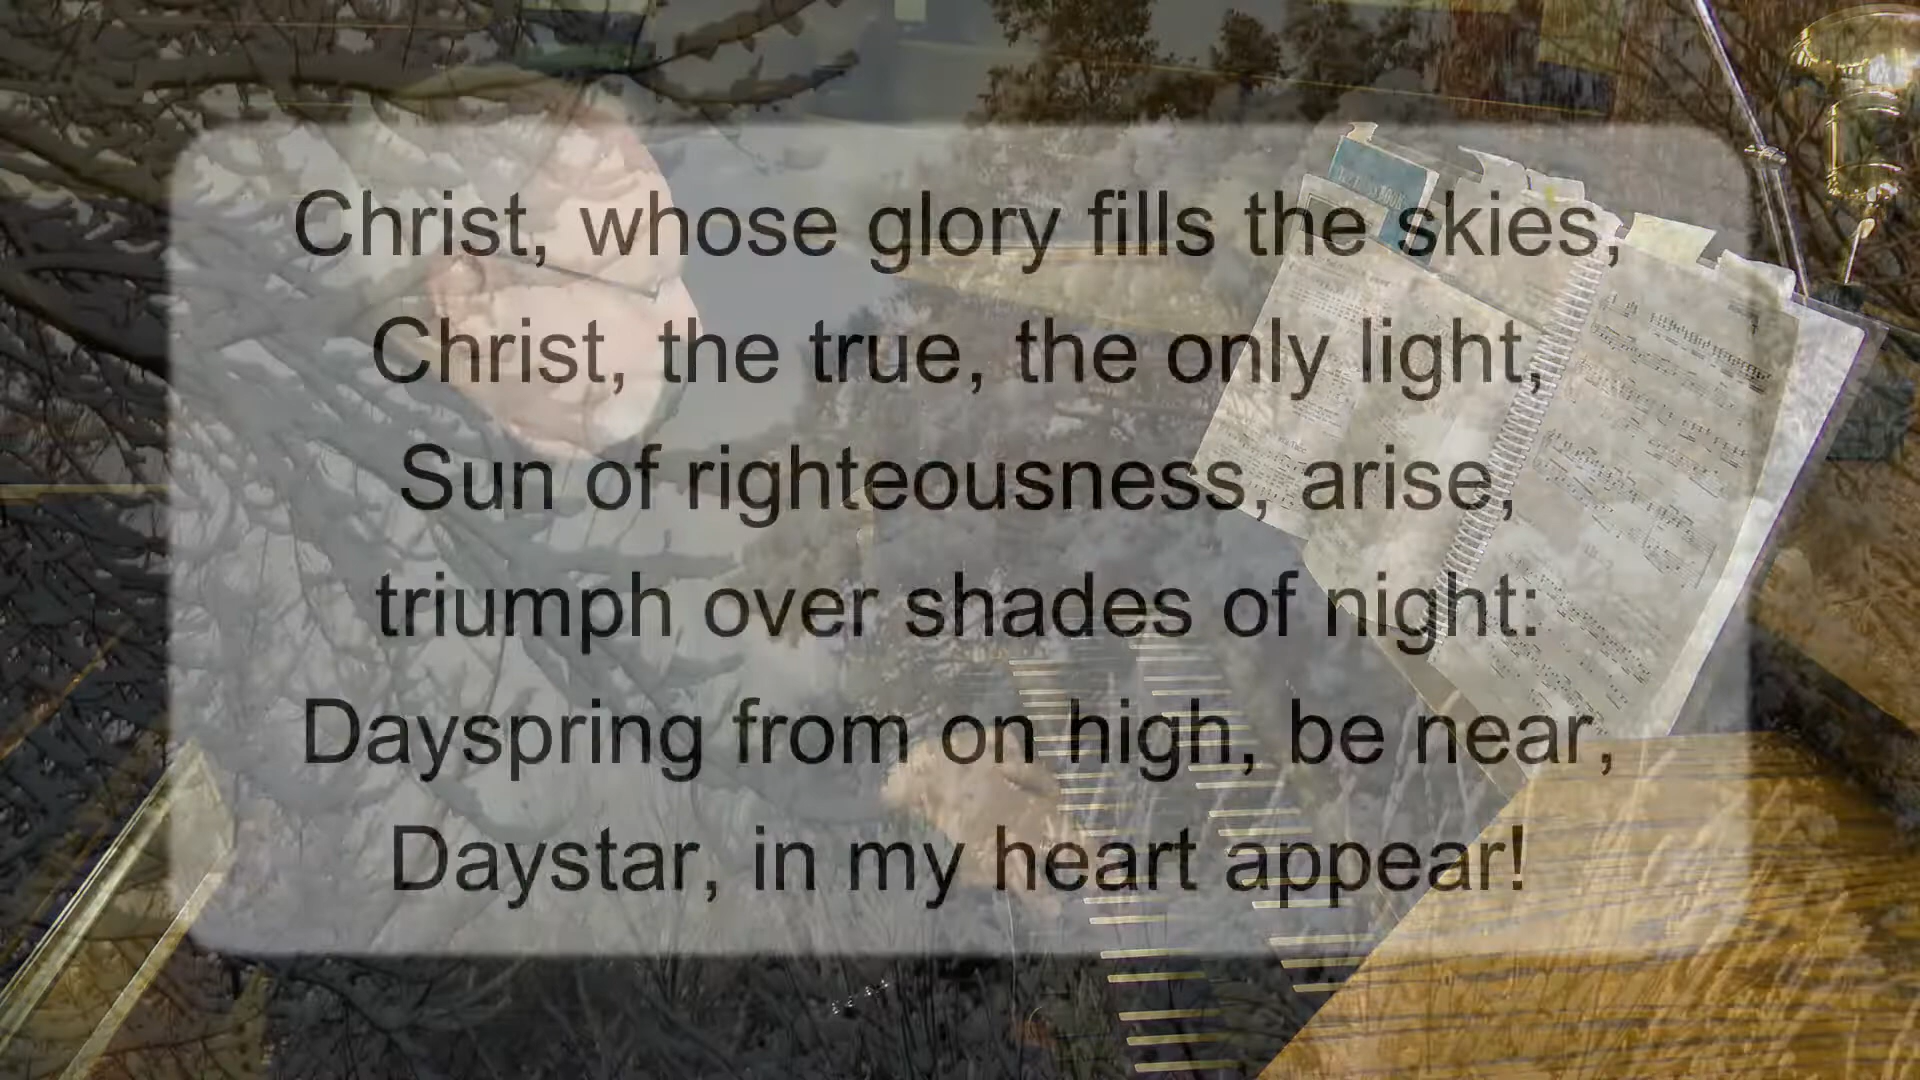 Christ, whose glory fills the skies,
Christ, the true, the only light,
Sun of righteousness, arise,
triumph over shades of night:
Dayspring from on high, be near,
Daystar, in my heart appear!